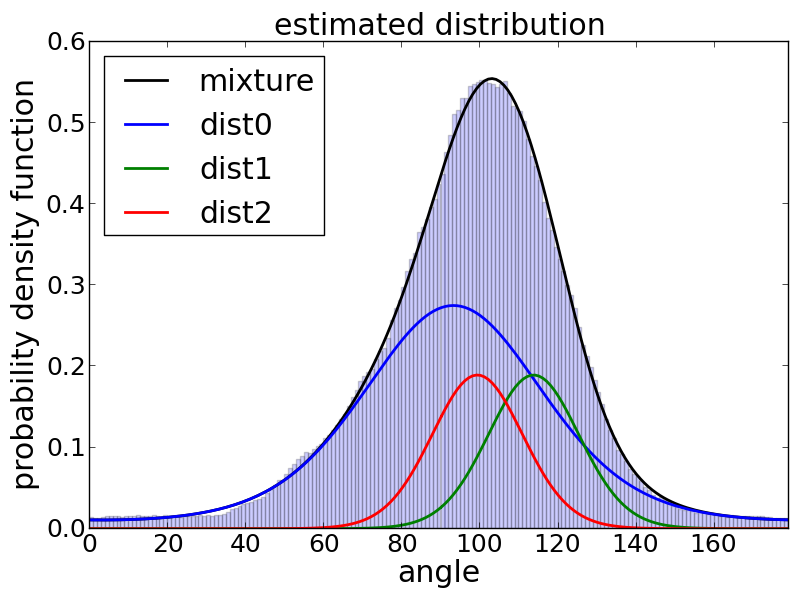 estimated distribution
probability density function
0.6
0.5
0.4
0.3
0.2
0.1
0.0
mixture
dist0
dist1
dist2
0 20 40 60 80 100 120 140 160
angle